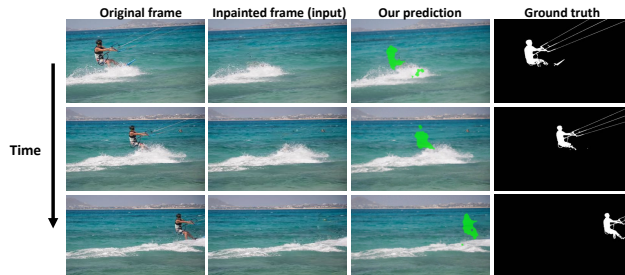 Original frame
Inpainted frame (input)
Our prediction
Ground truth
Time